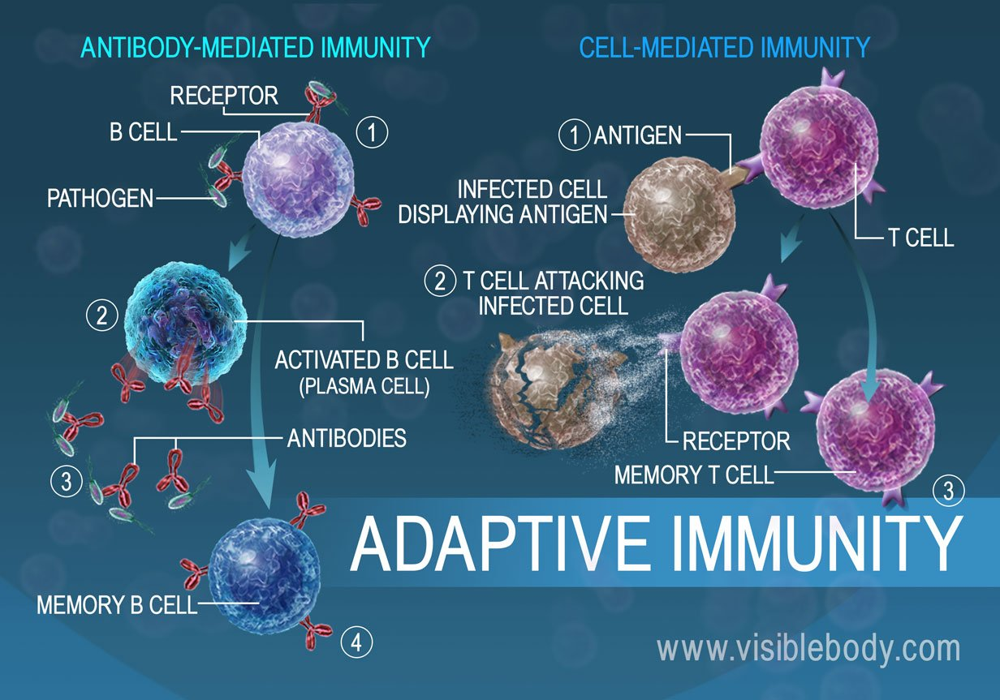 ANTIBODY-MEDIATED IMMUNITY
RECEPTOR
B CELL
1
PATHOGEN
2
ACTIVATED B CELL
(PLASMA CELL)
ANTIBODIES
3
MEMORY B CELL
4
CELL-MEDIATED IMMUNITY
1 ANTIGEN
INFECTED CELL
DISPLAYING ANTIGEN
T CELL
2 T CELL ATTACKING
INFECTED CELL
RECEPTOR
MEMORY T CELL
3
ADAPTIVE IMMUNITY
www.visiblebody.com